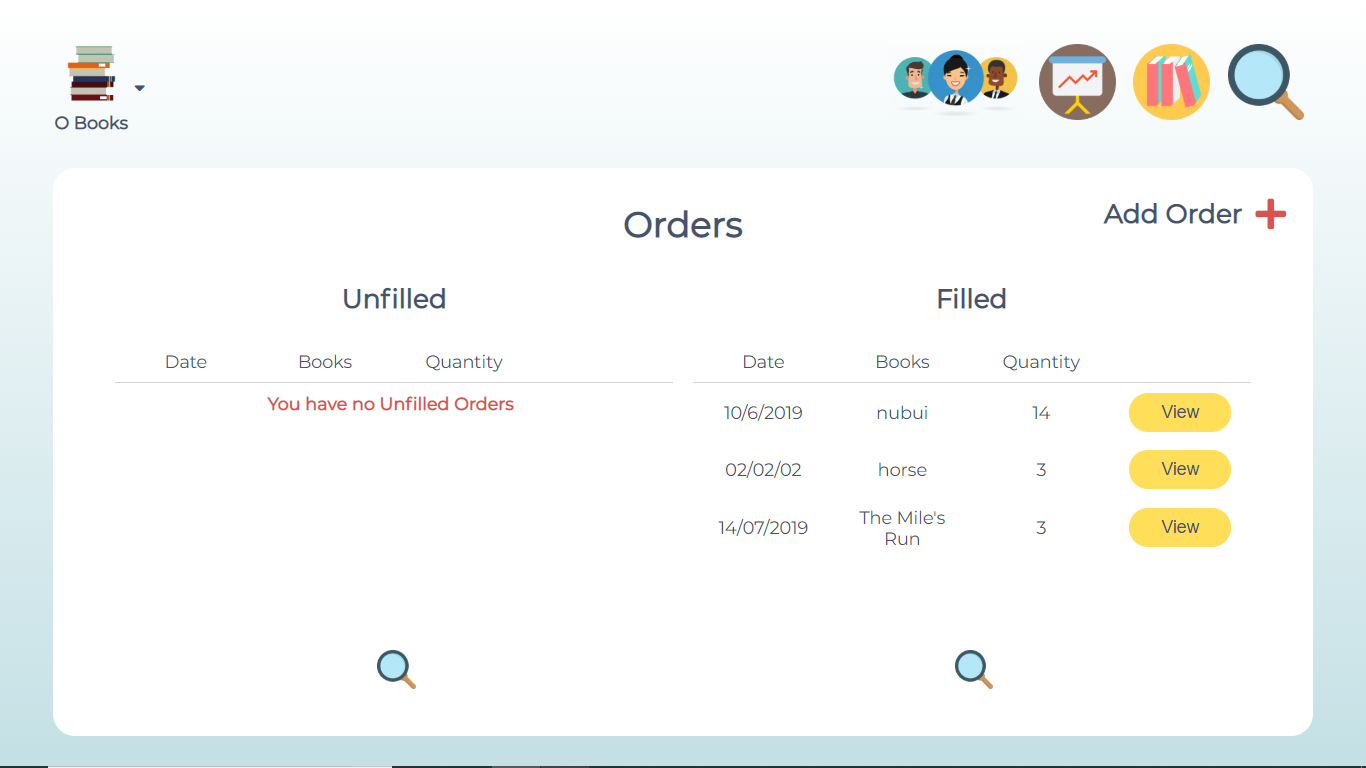 O Books
Add Order
Orders
Unfilled
Date Books Quantity
You have no Unfilled Orders
Filled
Date Books Quantity
10/6/2019 nubui 14 View
02/02/02 horse 3 View
14/07/2019 The Mile's 3 View
Run